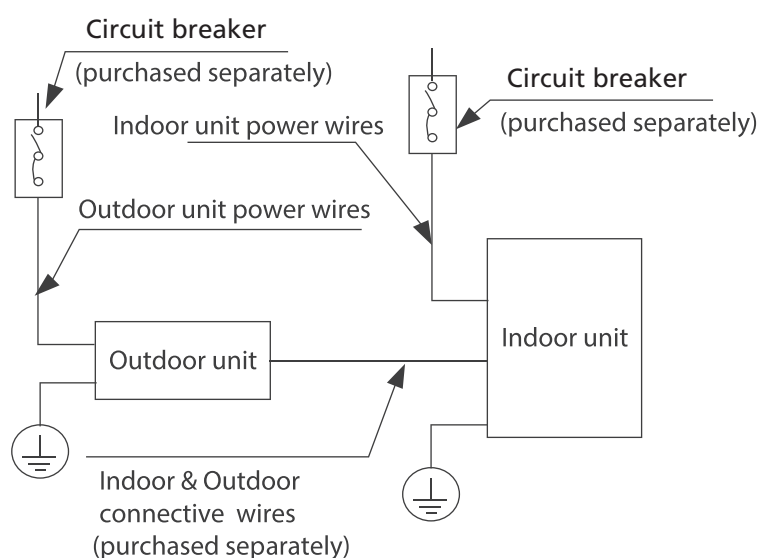 Circuit breaker
(purchased separately)
Circuit breaker
(purchased separately)
Indoor unit power wires
Outdoor unit power wires
Indoor unit
Outdoor unit
Indoor & Outdoor
connective wires
(purchased separately)